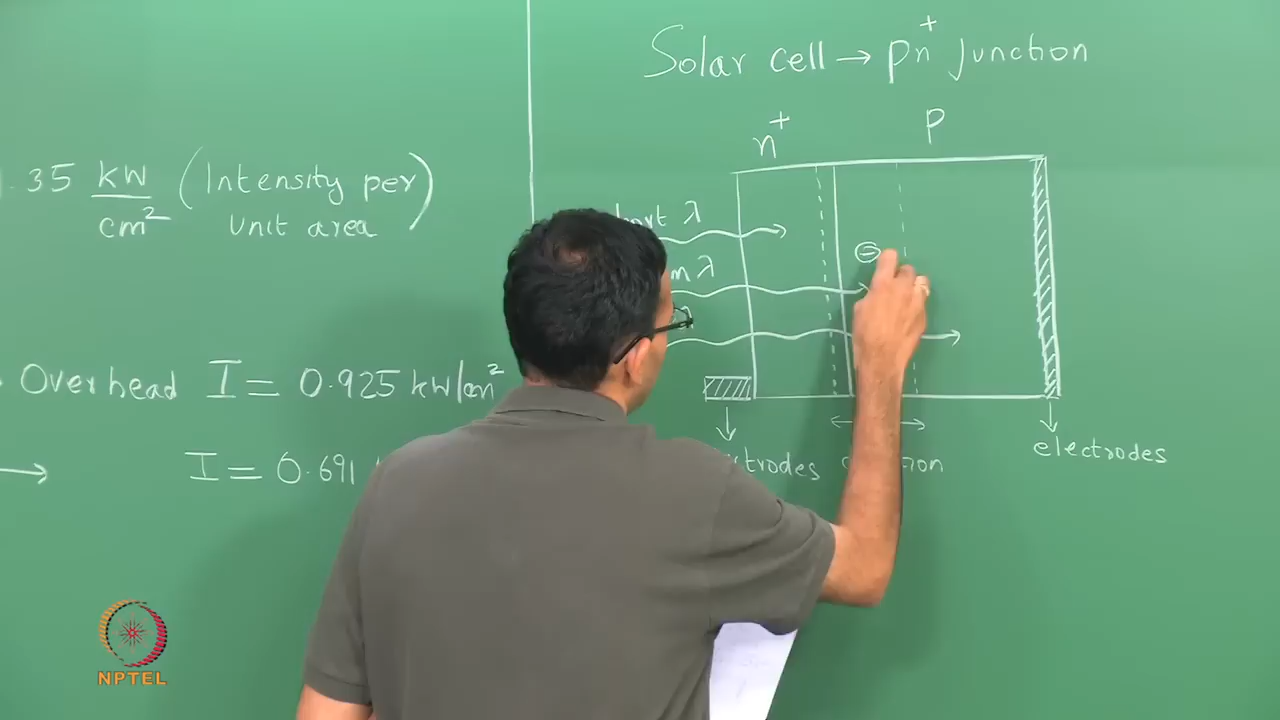 Solar cell → pn⁺ junction
n⁺
p
.35 kW/cm² (Intensity per unit area)
λ
m λ
Overhead I = 0.925 kW/cm²
→ I = 0.691
electrodes
NPTEL